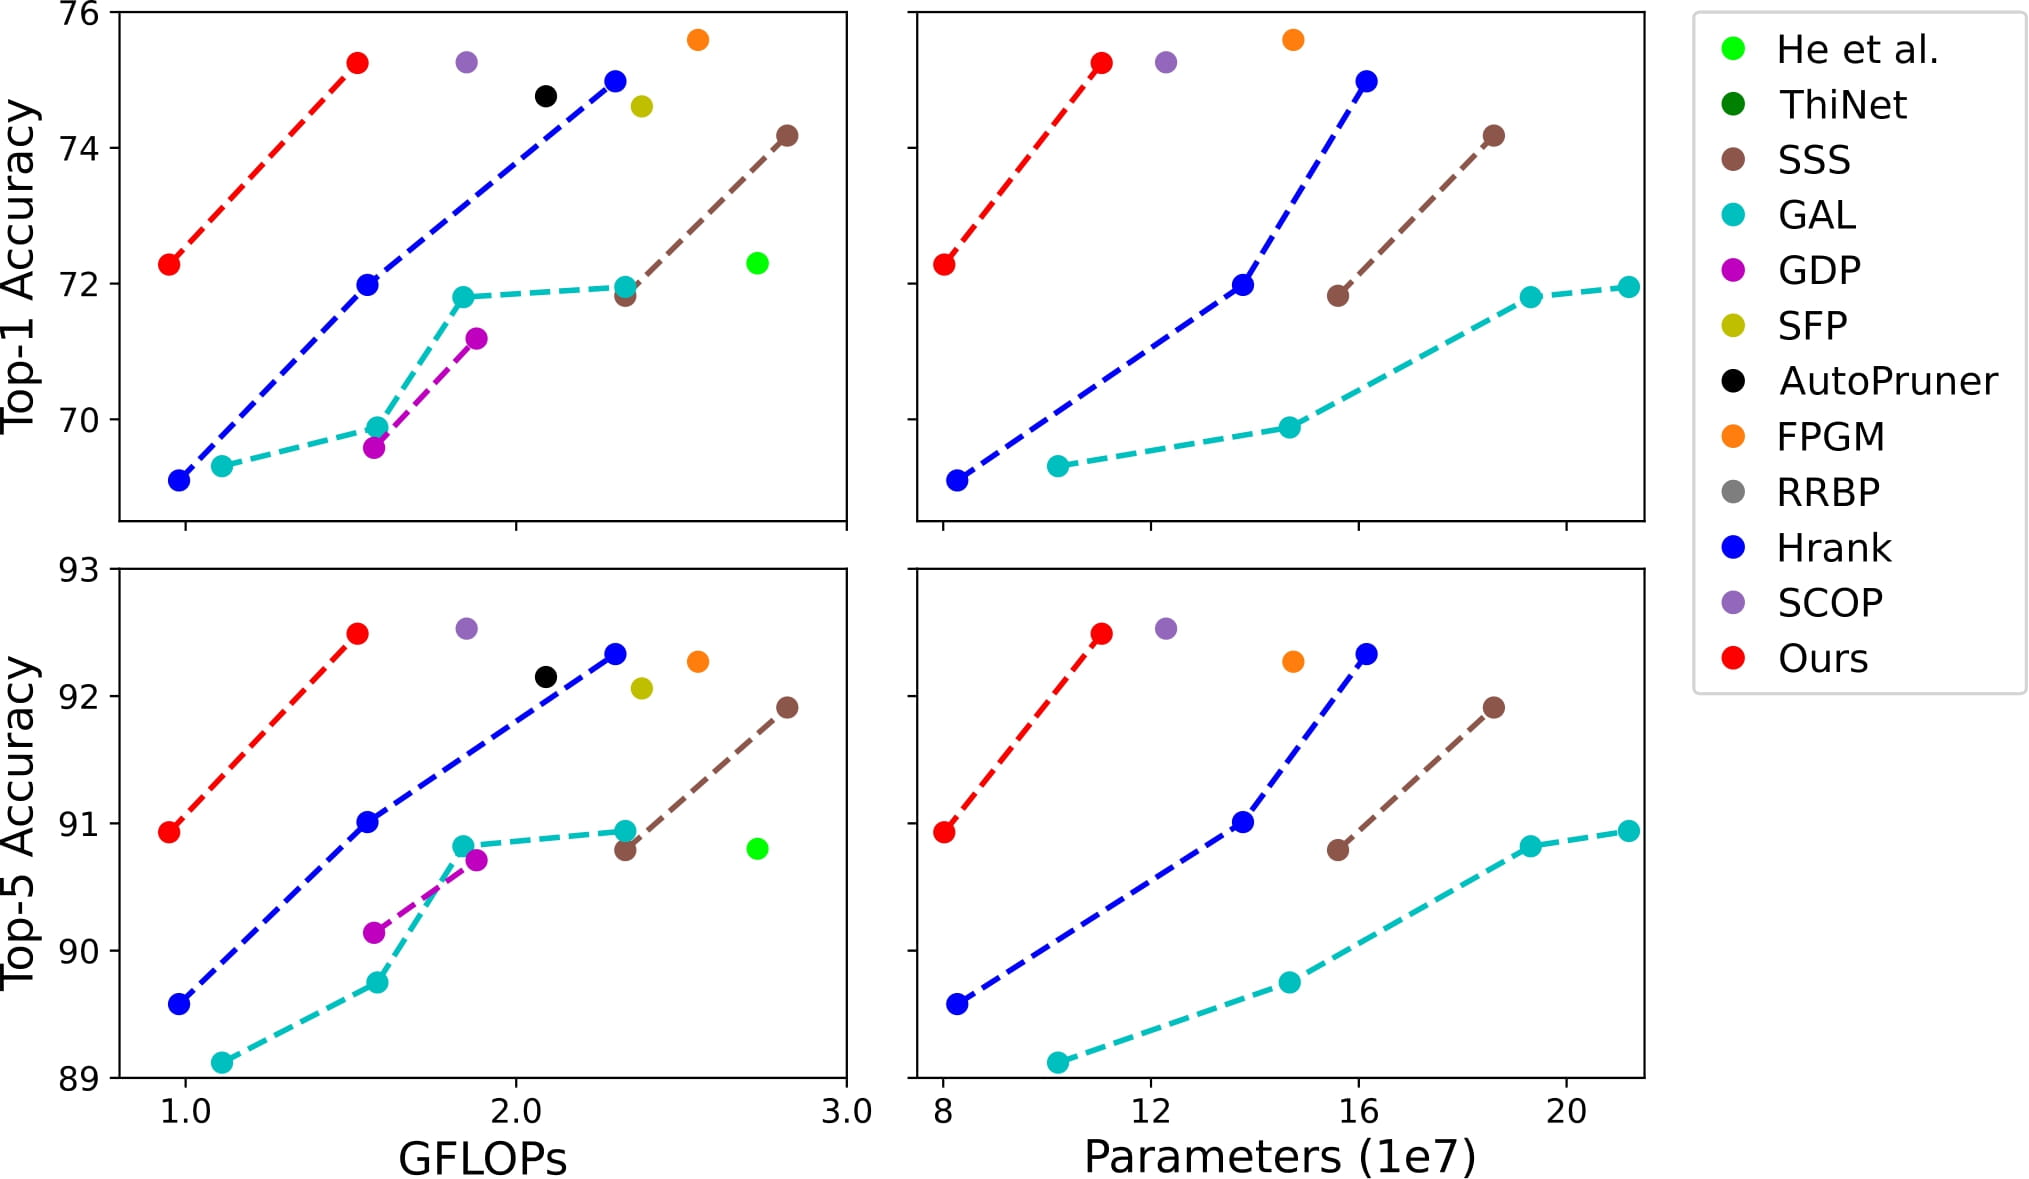 76
74
72
70
Top-1 Accuracy
93
92
91
90
89
Top-5 Accuracy
1.0 2.0 3.0
GFLOPs
8 12 16 20
Parameters (1e7)
He et al.
ThiNet
SSS
GAL
GDP
SFP
AutoPruner
FPGM
RRBP
Hrank
SCOP
Ours